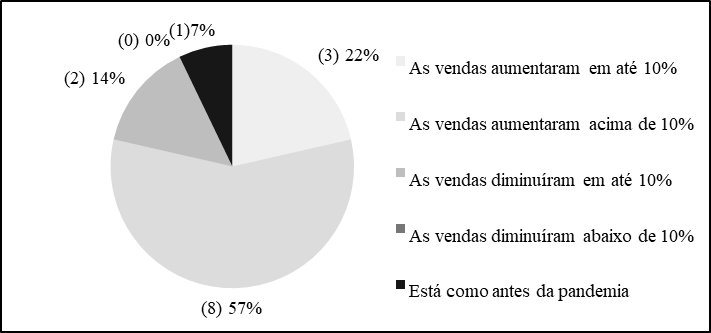 (0) 0%
(1)7%
(3) 22%
(2) 14%
(8) 57%
As vendas aumentaram em até 10%
As vendas aumentaram acima de 10%
As vendas diminuíram em até 10%
As vendas diminuíram abaixo de 10%
Está como antes da pandemia